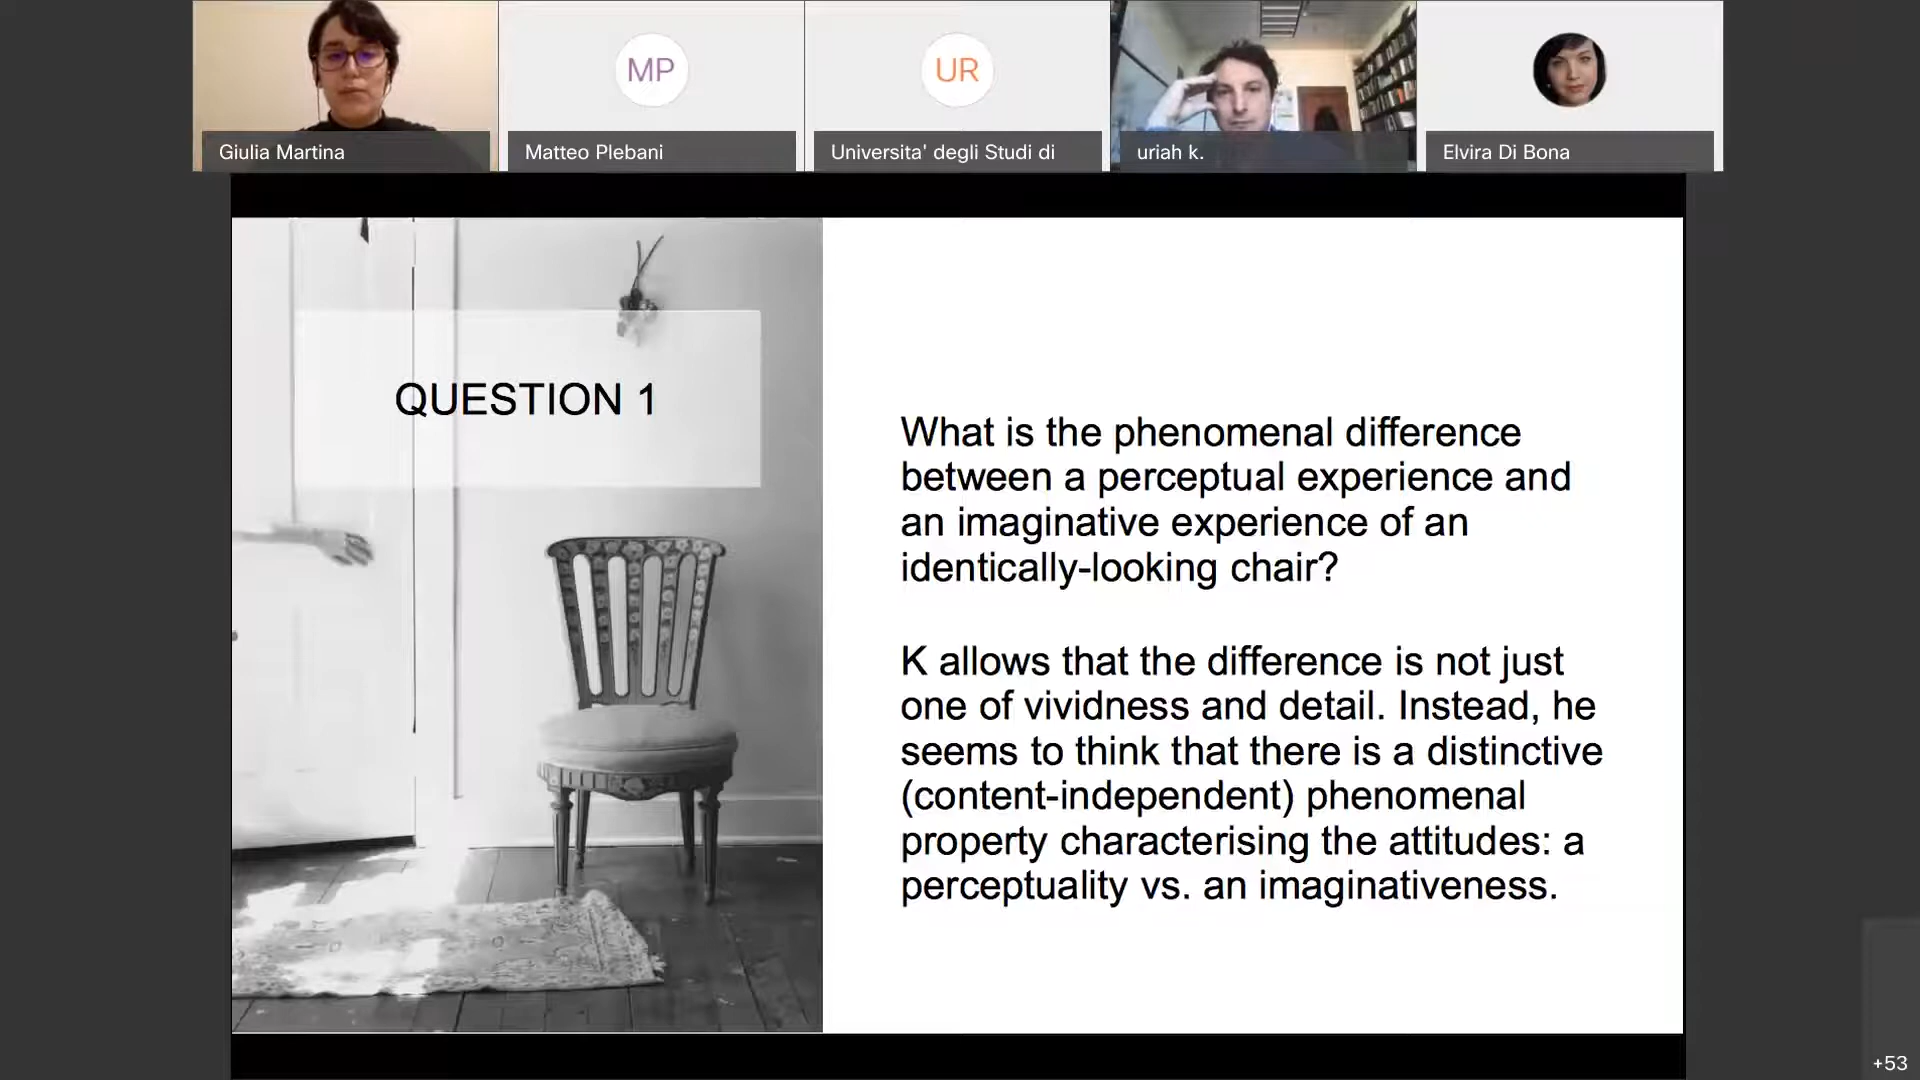 MP
UR
Giulia Martina
Matteo Plebani
Universita' degli Studi di
uriah k.
Elvira Di Bona
QUESTION 1
What is the phenomenal difference
between a perceptual experience and
an imaginative experience of an
identically-looking chair?
K allows that the difference is not just
one of vividness and detail. Instead, he
seems to think that there is a distinctive
(content-independent) phenomenal
property characterising the attitudes: a
perceptuality vs. an imaginativeness.
+53